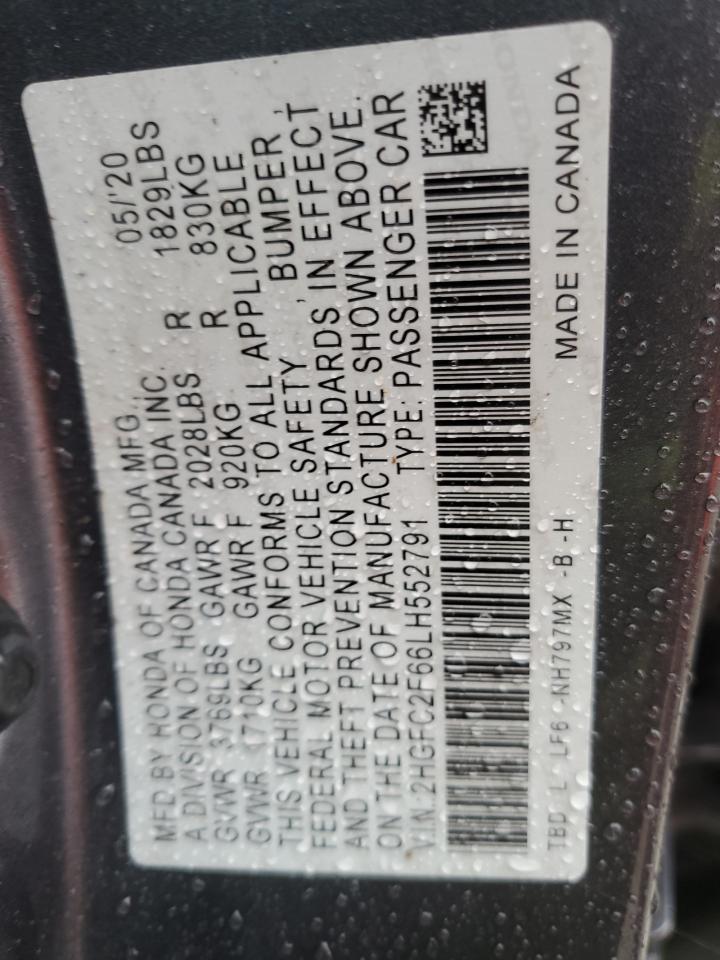 MFD BY HONDA OF CANADA MFG., 05/'20
A DIVISION OF HONDA CANADA INC.
GVWR 3769LBS GAWR F 2028LBS R 1829LBS
GVWR 1710KG GAWR F 920KG R 830KG
THIS VEHICLE CONFORMS TO ALL APPLICABLE
FEDERAL MOTOR VEHICLE SAFETY, BUMPER,
AND THEFT PREVENTION STANDARDS IN EFFECT
ON THE DATE OF MANUFACTURE SHOWN ABOVE.
VIN:2HGFC2F66LH552791 TYPE:PASSENGER CAR
TBD -L- LF6 -NH797MX -B -H MADE IN CANADA